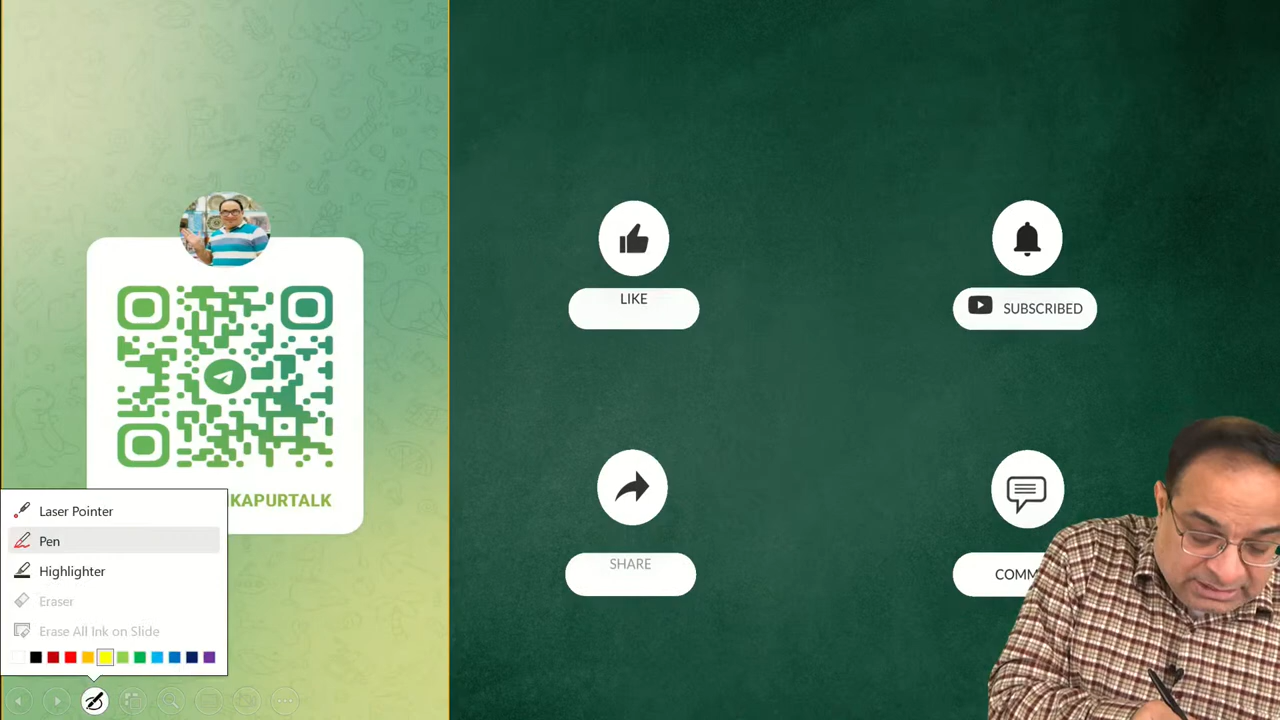 LIKE
SUBSCRIBED
KAPURTALK
Laser Pointer
Pen
Highlighter
SHARE
COMM
Eraser
Erase All Ink on Slide